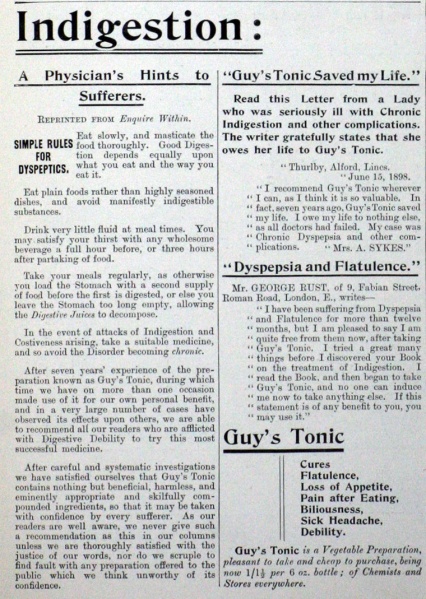 Indigestion:
A Physician's Hints to
Sufferers.
REPRINTED FROM Enquire Within.
SIMPLE RULES
FOR
DYSPEPTICS.
Eat slowly, and masticate the
food thoroughly. Good Diges-
tion depends equally upon
what you eat and the way you
eat it.
Eat plain foods rather than highly seasoned
dishes, and avoid manifestly indigestible
substances.
Drink very little fluid at meal times. You
may satisfy your thirst with any wholesome
beverage a full hour before, or three hours
after partaking of food.
Take your meals regularly, as otherwise
you load the Stomach with a second supply
of food before the first is digested, or else you
leave the Stomach too long empty, allowing
the Digestive Juices to decompose.
In the event of attacks of Indigestion and
Costiveness arising, take a suitable medicine,
and so avoid the Disorder becoming chronic.
After seven years' experience of the pre-
paration known as Guy's Tonic, during which
time we have on more than one occasion
made use of it for our own personal benefit,
and in a very large number of cases have
observed its effects upon others, we are able
to recommend all our readers who are afflicted
with Digestive Debility to try this most
successful medicine.
After careful and systematic investigations
we have satisfied ourselves that Guy's Tonic
contains nothing but beneficial, harmless, and
eminently appropriate and skilfully com-
pounded ingredients, so that it may be taken
with confidence by every sufferer. As our
readers are well aware, we never give such
a recommendation as this in our columns
unless we are thoroughly satisfied with the
justice of our words, nor do we scruple to
find fault with any preparation offered to the
public which we think unworthy of its
confidence.
"Guy's Tonic Saved my Life."
Read this Letter from a Lady
who was seriously ill with Chronic
Indigestion and other complications.
The writer gratefully states that she
owes her life to Guy's Tonic.
"Thurlby, Alford, Lincs.
"June 15, 1898.
"I recommend Guy's Tonic wherever
"I can, as I think it is so valuable. In
"fact, seven years ago, Guy's Tonic saved
"my life. I owe my life to nothing else,
"as all doctors had failed. My case was
"Chronic Dyspepsia and other com-
"plications. "Mrs. A. SYKES."
"Dyspepsia and Flatulence."
Mr. GEORGE RUST, of 9, Fabian Street,
Roman Road, London, E., writes—
"I have been suffering from Dyspepsia
"and Flatulence for more than twelve
"months, but I am pleased to say I am
"quite free from them now, after taking
"Guy's Tonic. I tried a great many
"things before I discovered your Book
"on the treatment of Indigestion. I
"read the Book, and then began to take
"Guy's Tonic, and no one can induce
"me now to take anything else. If this
"statement is of any benefit to you, you
"may use it."
Guy's Tonic
Cures
Flatulence,
Loss of Appetite,
Pain after Eating,
Biliousness,
Sick Headache,
Debility.
Guy's Tonic is a Vegetable Preparation,
pleasant to take and cheap to purchase, being
now 1/1½ per 6 oz. bottle; of Chemists and
Stores everywhere.